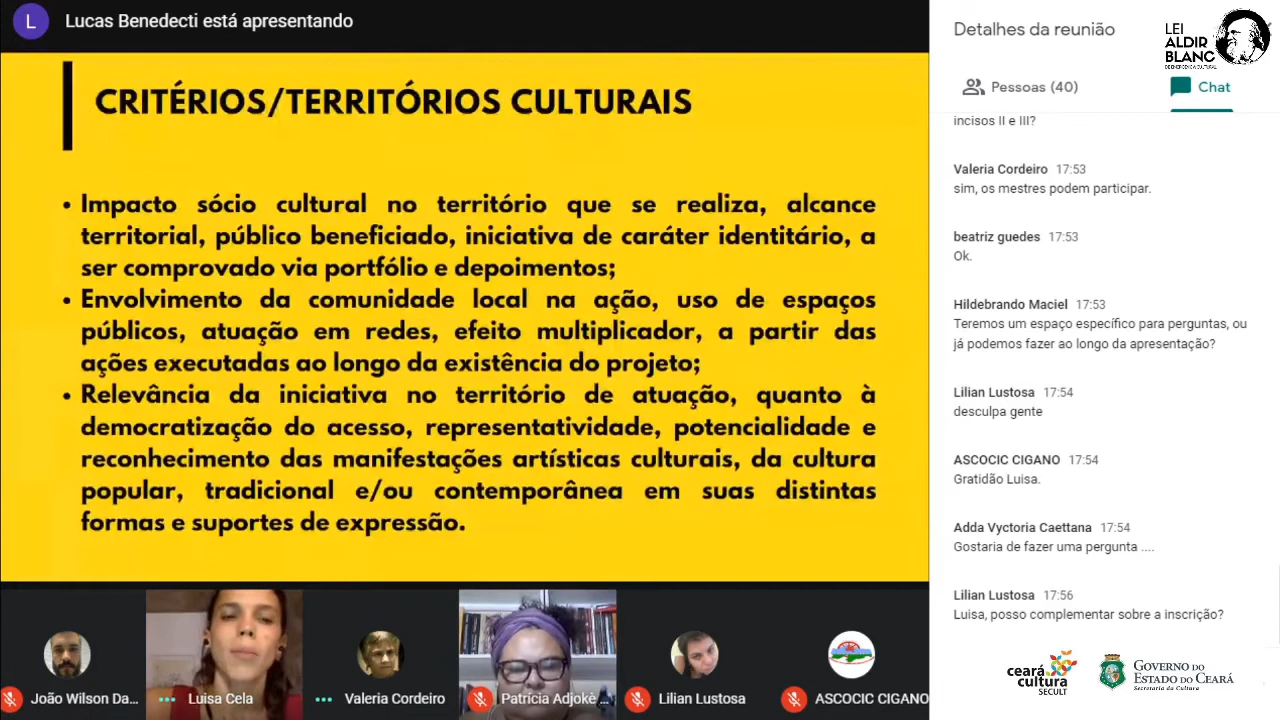 L
Lucas Benedecti está apresentando
CRITÉRIOS/TERRITÓRIOS CULTURAIS
• Impacto sócio cultural no território que se realiza, alcance
territorial, público beneficiado, iniciativa de caráter identitário, a
ser comprovado via portfólio e depoimentos;
• Envolvimento da comunidade local na ação, uso de espaços
públicos, atuação em redes, efeito multiplicador, a partir das
ações executadas ao longo da existência do projeto;
• Relevância da iniciativa no território de atuação, quanto à
democratização do acesso, representatividade, potencialidade e
reconhecimento das manifestações artísticas culturais, da cultura
popular, tradicional e/ou contemporânea em suas distintas
formas e suportes de expressão.
João Wilson Da...
Luisa Cela
Valeria Cordeiro
Patrícia Adjokè ...
Lilian Lustosa
ASCOCIC CIGANO
Detalhes da reunião
LEI
ALDIR
BLANC
DE EMERGÊNCIA CULTURAL
Pessoas (40)
Chat
incisos II e III?
Valeria Cordeiro 17:53
sim, os mestres podem participar.
beatriz guedes 17:53
Ok.
Hildebrando Maciel 17:53
Teremos um espaço específico para perguntas, ou
já podemos fazer ao longo da apresentação?
Lilian Lustosa 17:54
desculpa gente
ASCOCIC CIGANO 17:54
Gratidão Luisa.
Adda Vyctoria Caettana 17:54
Gostaria de fazer uma pergunta ....
Lilian Lustosa 17:56
Luisa, posso complementar sobre a inscrição?
ceará
cultura
SECULT
GOVERNO DO
ESTADO DO CEARÁ
Secretaria da Cultura